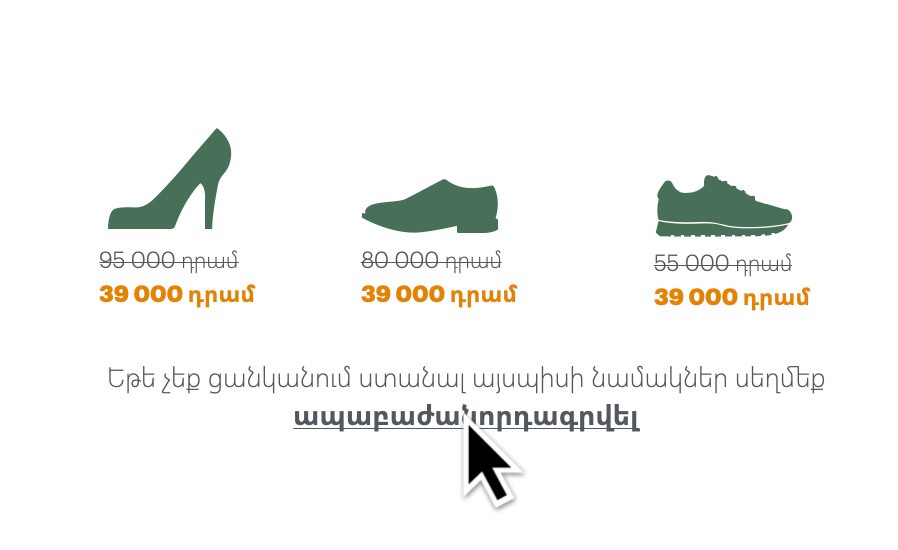 95 000 դրամ 80 000 դրամ 55 000 դրամ
39 000 դրամ 39 000 դրամ 39 000 դրամ
Եթե չեք ցանկանում ստանալ այսպիսի նամակներ սեղմեք
ապաբաժանորդագրվել